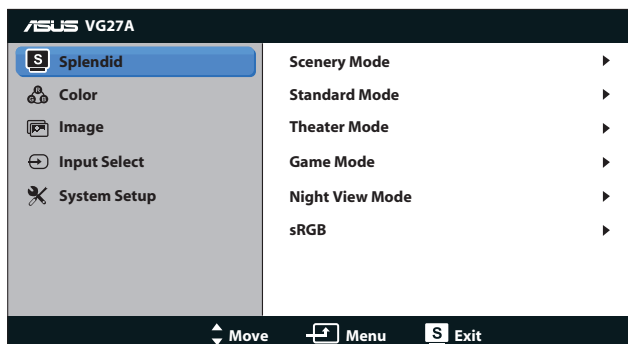 ASUS VG27A
S Splendid
Color
Image
Input Select
System Setup
Scenery Mode
Standard Mode
Theater Mode
Game Mode
Night View Mode
sRGB
Move Menu S Exit